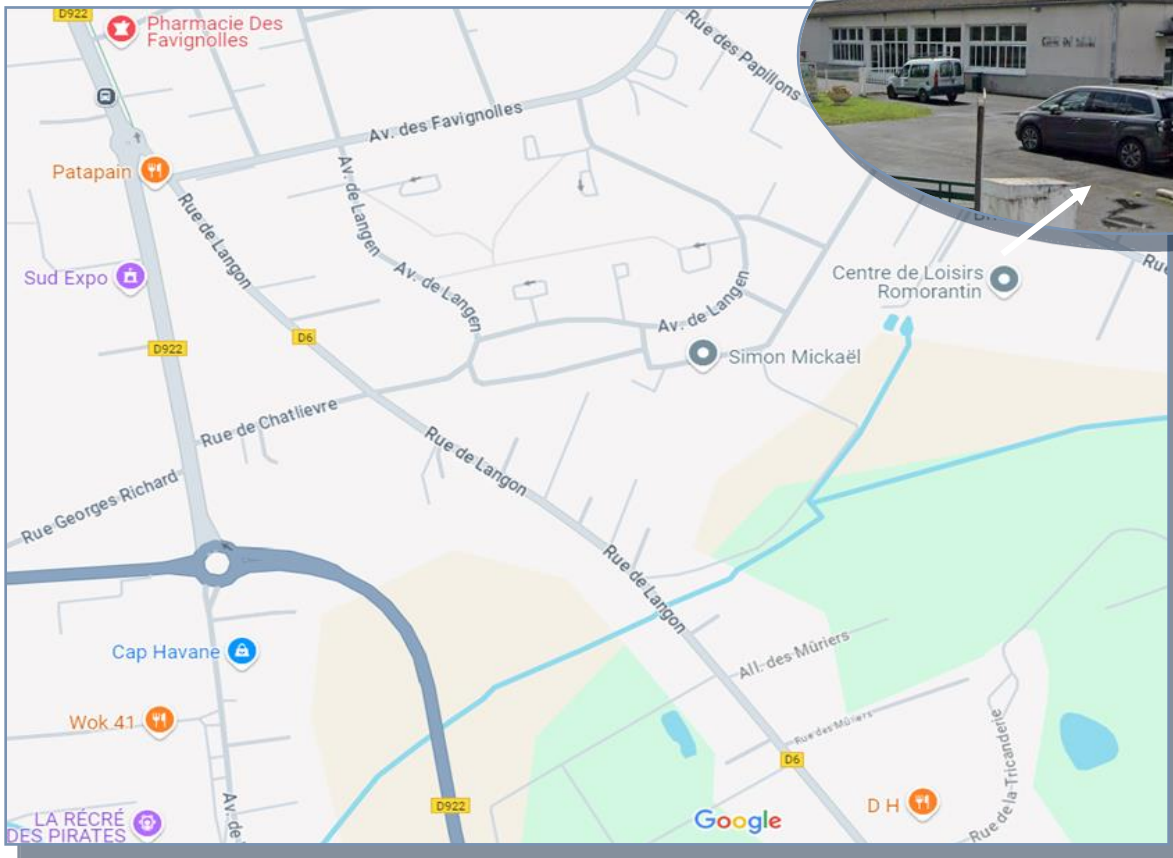 D922
Pharmacie Des
Favignolles
Rue des Papillons
Av. des Favignolles
Patapain
Av. de Langen
Rue de Langon
Sud Expo
Av. de Langen
Av. de Langen
Centre de Loisirs
Romorantin
Rue
D6
D922
Simon Mickaël
Rue de Chatlievre
Rue de Langon
Rue Georges Richard
Rue de Langon
Cap Havane
All. des Mûriers
Wok 41
Rue des Mûriers
Rue de la Tricanderie
D6
D922
D H
Google
LA RÉCRÉ
DES PIRATES
Av. de